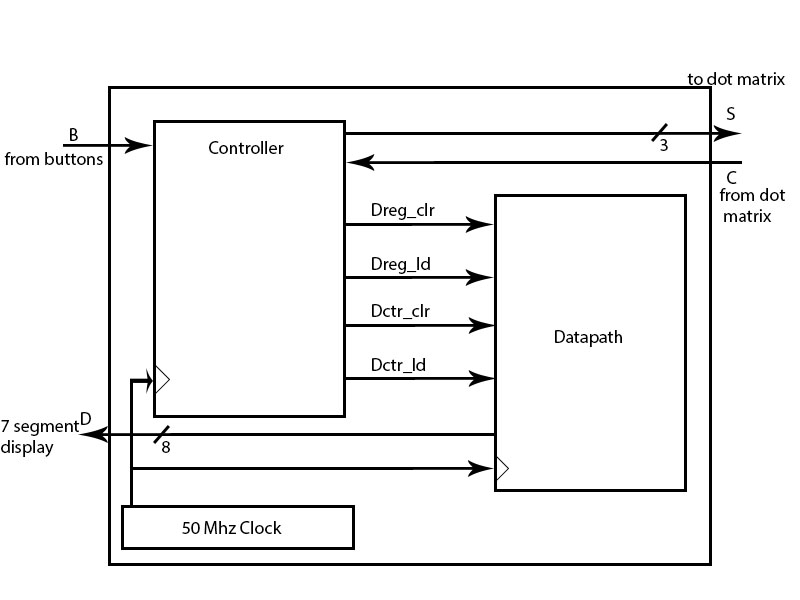 to dot matrix
S
B
Controller
3
from buttons
C
from dot
matrix
Dreg_clr
Dreg_ld
Dctr_clr
Datapath
Dctr_ld
D
7 segment
display
8
50 Mhz Clock